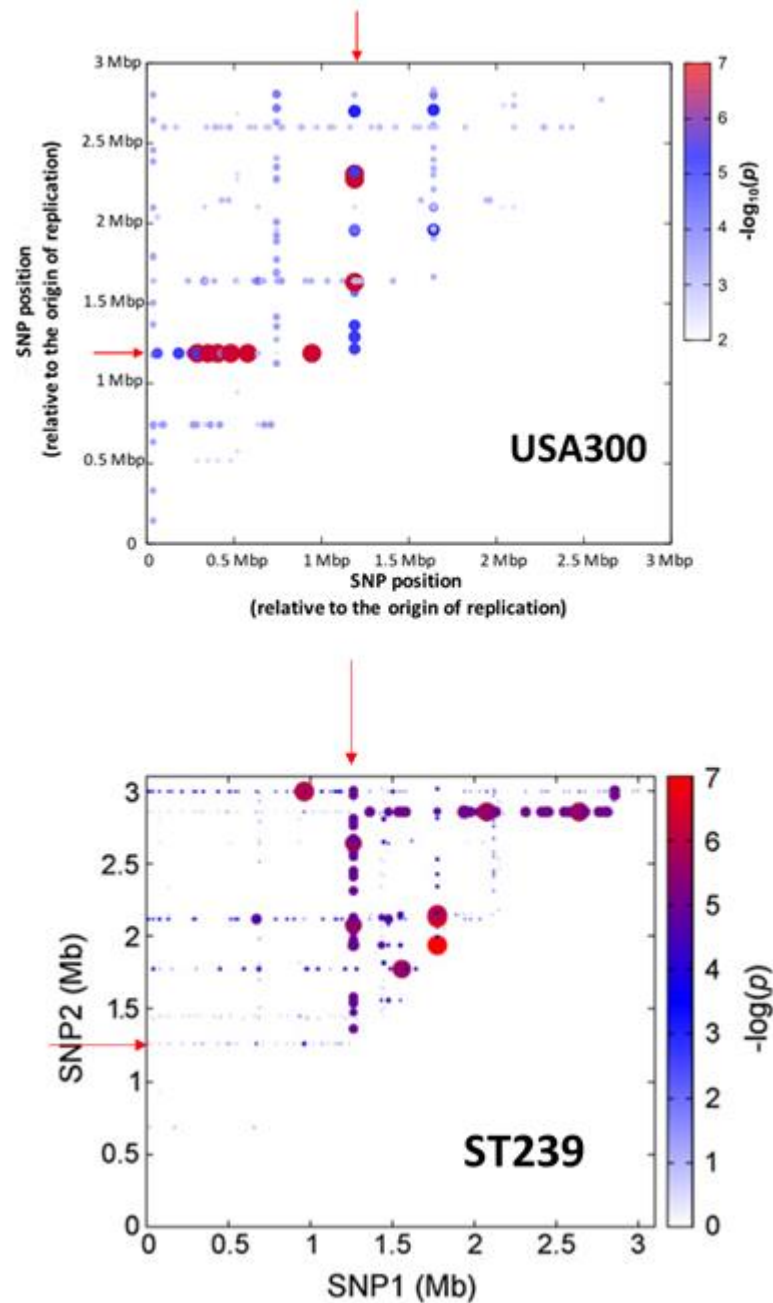 3 Mbp
2.5 Mbp
2 Mbp
1.5 Mbp
1 Mbp
0.5 Mbp
0
SNP position
(relative to the origin of replication)
USA300
0 0.5 Mbp 1 Mbp 1.5 Mbp 2 Mbp 2.5 Mbp 3 Mbp
SNP position
(relative to the origin of replication)
7
6
5
4
3
2
-log₁₀(p)
3
2.5
2
1.5
1
0.5
0
SNP2 (Mb)
ST239
0 0.5 1 1.5 2 2.5 3
SNP1 (Mb)
7
6
5
4
3
2
1
0
-log(p)